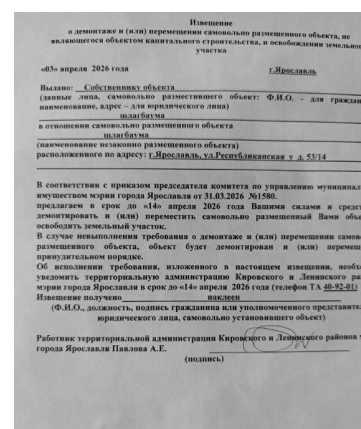 Извещение
о демонтаже и (или) перемещении самовольно размещенного объекта, не
являющегося объектом капитального строительства, и освобождения земельног
участка
«03» апреля 2026 года г.Ярославль
Выдано: Собственнику объекта
(данные лица, самовольно разместившего объект: Ф.И.О. - для граждан
наименование, адрес – для юридического лица)
шлагбаума
в отношении самовольно размещенного объекта
шлагбаума
(наименование незаконно размещенного объекта)
расположенного по адресу: г.Ярославль, ул.Республиканская у д. 53/14
В соответствии с приказом председателя комитета по управлению муниципал
имуществом мэрии города Ярославля от 31.03.2026 №1580.
предлагаем в срок до «14» апреля 2026 года Вашими силами и средст
демонтировать и (или) переместить самовольно размещенный Вами объе
освободить земельный участок.
В случае невыполнения требования о демонтаже и (или) перемещении самово
размещенного объекта, объект будет демонтирован и (или) перемещ
принудительном порядке.
Об исполнении требования, изложенного в настоящем извещении, необхо
уведомить территориальную администрацию Кировского и Ленинского ра
мэрии города Ярославля в срок до «14» апреля 2026 года (телефон ТА 40-92-01)
Извещение получено наклеен
(Ф.И.О., должность, подпись гражданина или уполномоченного представите
юридического лица, самовольно установившего объект)
Работник территориальной администрации Кировского и Ленинского районов
города Ярославля Павлова А.Е.
(подпись)